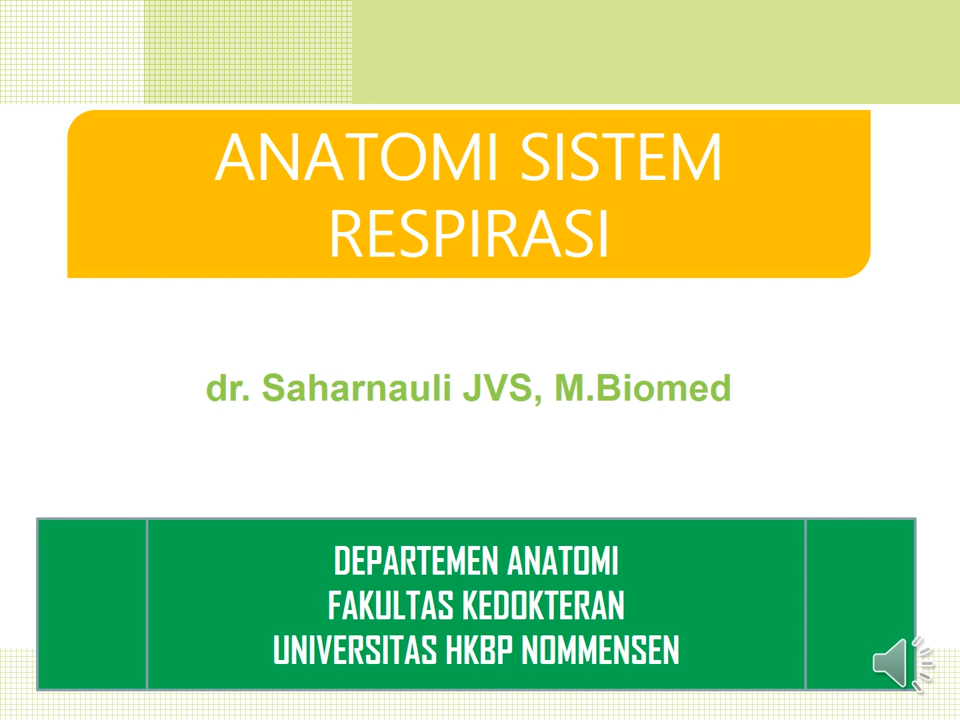 ANATOMI SISTEM
RESPIRASI
dr. Saharnauli JVS, M.Biomed
DEPARTEMEN ANATOMI
FAKULTAS KEDOKTERAN
UNIVERSITAS HKBP NOMMENSEN